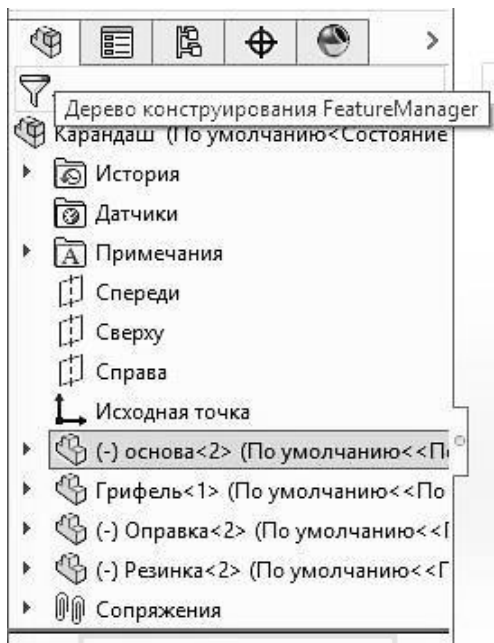 Дерево конструирования FeatureManager
Карандаш (По умолчанию<Состояние
История
Датчики
A Примечания
Спереди
Сверху
Справа
Исходная точка
(-) основа<2> (По умолчанию<<По
Грифель<1> (По умолчанию<<По
(-) Оправка<2> (По умолчанию<<П
(-) Резинка<2> (По умолчанию<<П
Сопряжения